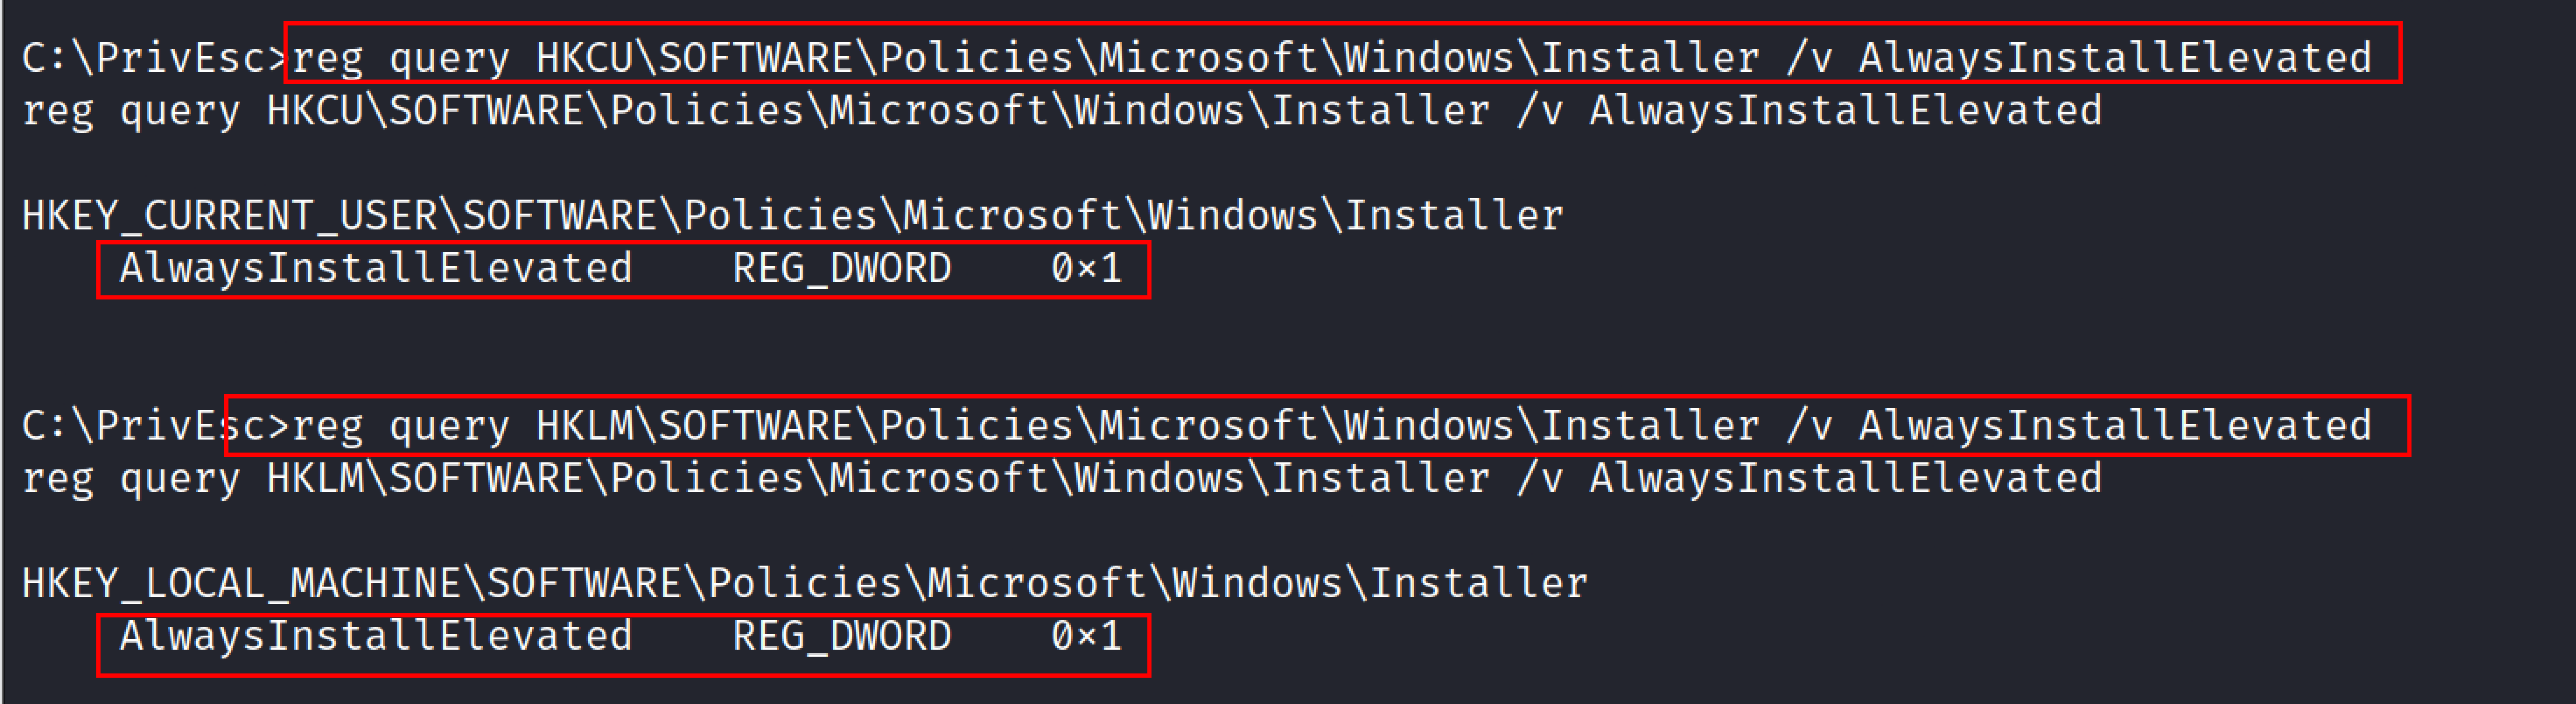 C:\PrivEsc>reg query HKCU\SOFTWARE\Policies\Microsoft\Windows\Installer /v AlwaysInstallElevated
reg query HKCU\SOFTWARE\Policies\Microsoft\Windows\Installer /v AlwaysInstallElevated
HKEY_CURRENT_USER\SOFTWARE\Policies\Microsoft\Windows\Installer
AlwaysInstallElevated    REG_DWORD    0×1
C:\PrivEsc>reg query HKLM\SOFTWARE\Policies\Microsoft\Windows\Installer /v AlwaysInstallElevated
reg query HKLM\SOFTWARE\Policies\Microsoft\Windows\Installer /v AlwaysInstallElevated
HKEY_LOCAL_MACHINE\SOFTWARE\Policies\Microsoft\Windows\Installer
AlwaysInstallElevated    REG_DWORD    0×1